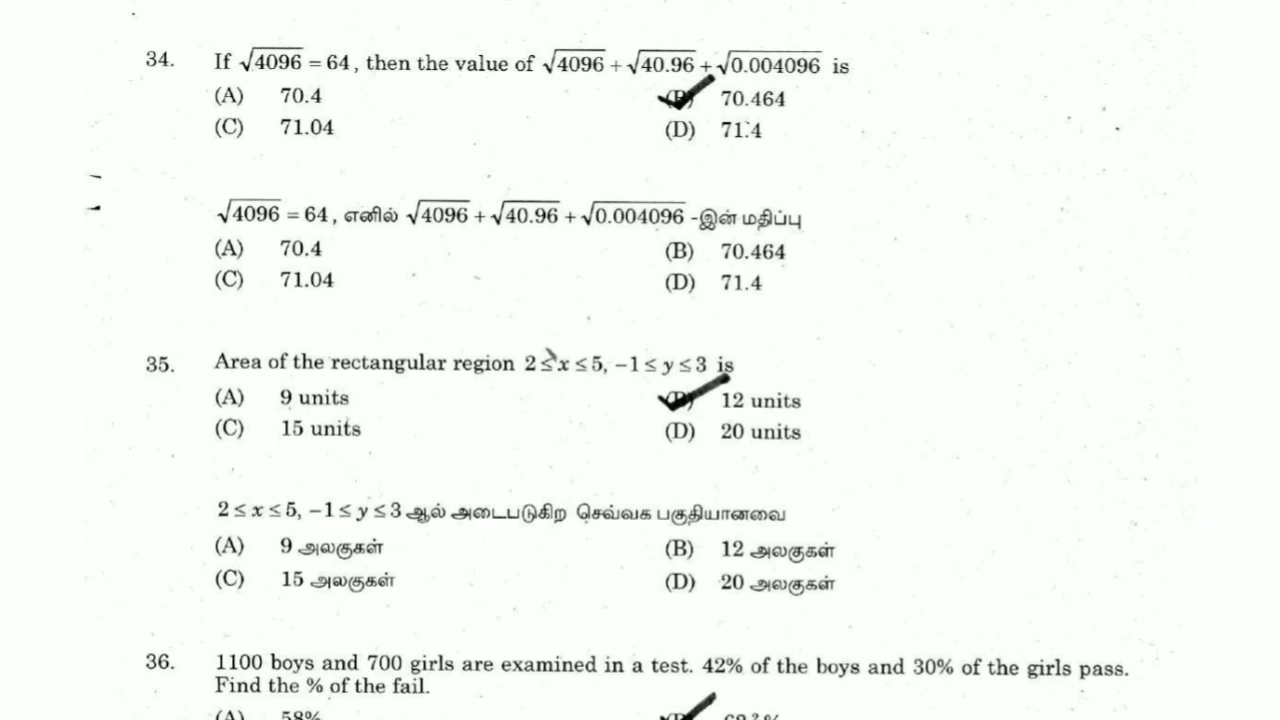 34. If √4096 = 64, then the value of √4096 + √40.96 + √0.004096 is
(A) 70.4 (B) 70.464
(C) 71.04 (D) 71.4
√4096 = 64, எனில் √4096 + √40.96 + √0.004096 -இன் மதிப்பு
(A) 70.4 (B) 70.464
(C) 71.04 (D) 71.4
35. Area of the rectangular region 2 ≤ x ≤ 5, −1 ≤ y ≤ 3 is
(A) 9 units (B) 12 units
(C) 15 units (D) 20 units
2 ≤ x ≤ 5, −1 ≤ y ≤ 3 ஆல் அடைபடுகிற செவ்வக பகுதியானவை
(A) 9 அலகுகள் (B) 12 அலகுகள்
(C) 15 அலகுகள் (D) 20 அலகுகள்
36. 1100 boys and 700 girls are examined in a test. 42% of the boys and 30% of the girls pass.
Find the % of the fail.
(A) 58%